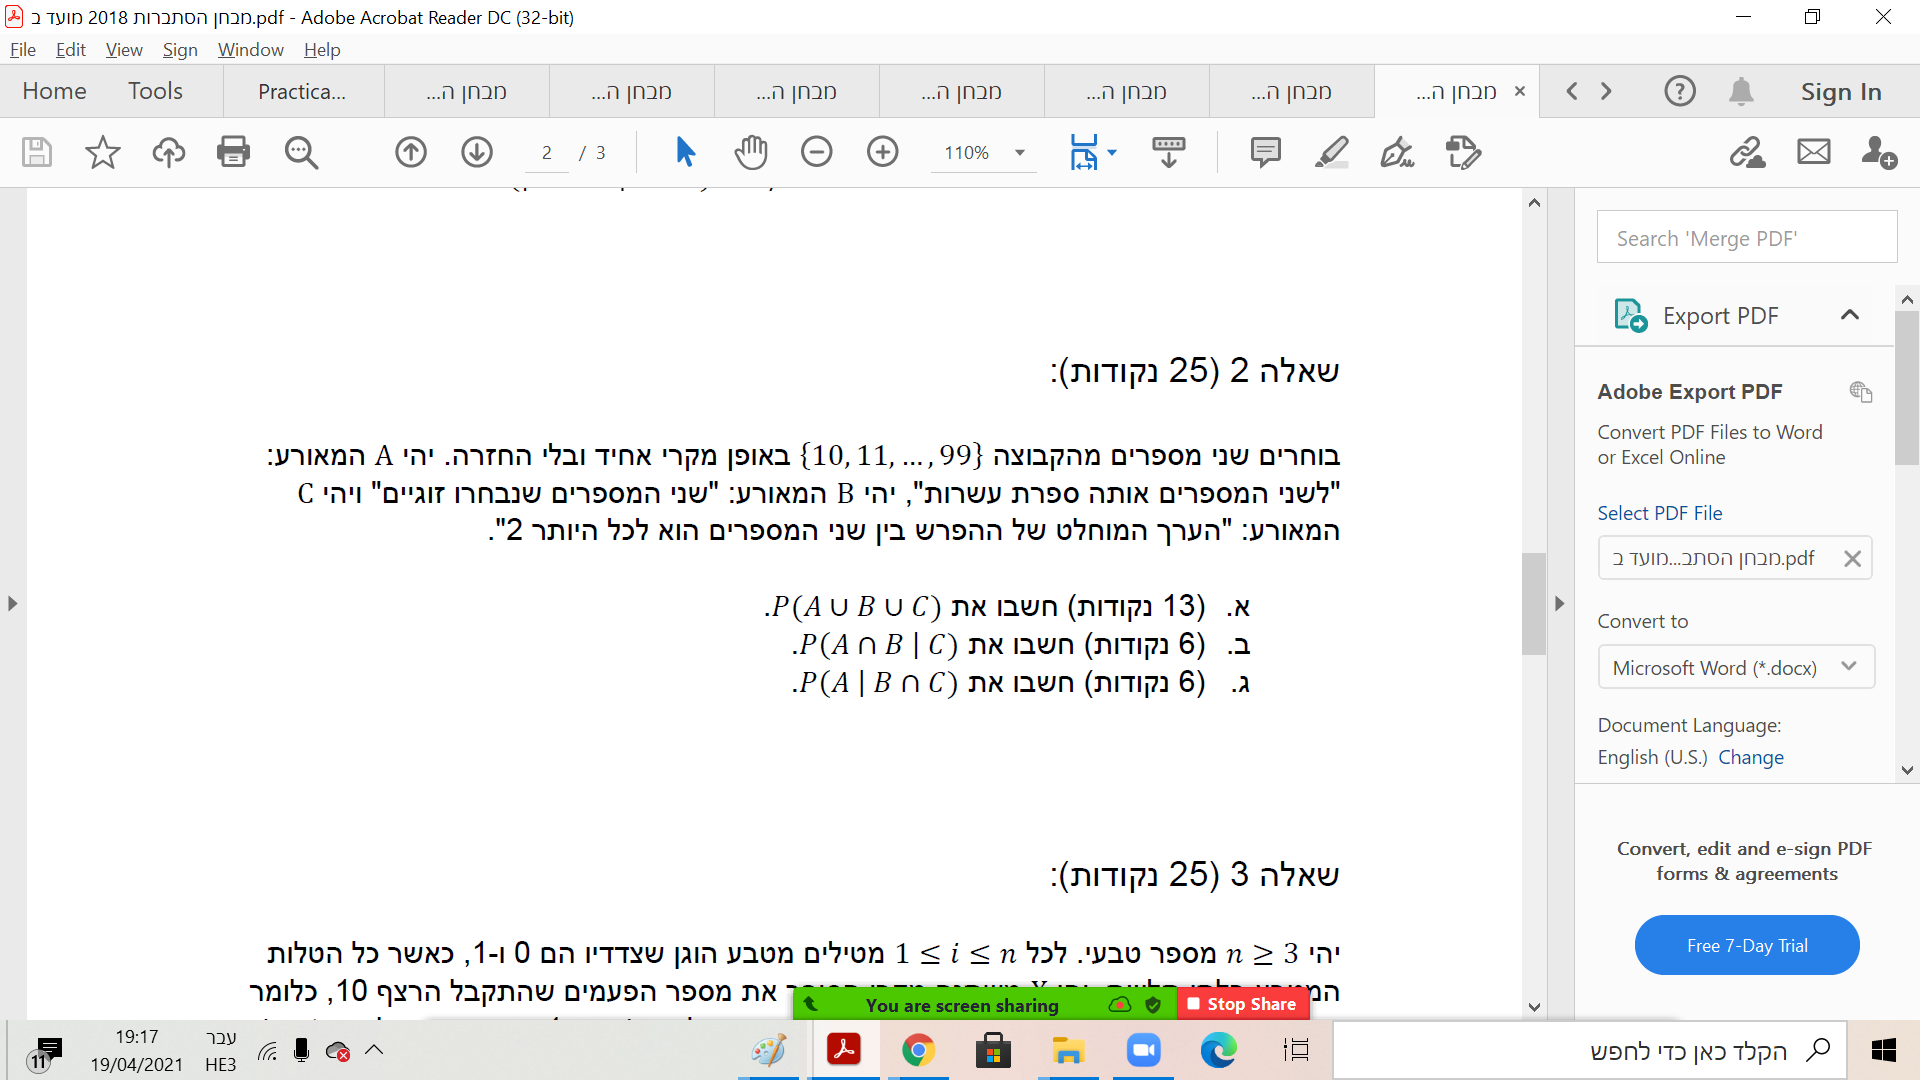 מבחן הסתברות 2018 מועד ב.pdf - Adobe Acrobat Reader DC (32-bit)
File Edit View Sign Window Help
Home Tools Practica... מבחן ה... מבחן ה... מבחן ה... מבחן ה... מבחן ה... מבחן ה... מבחן ה... Sign In
2 / 3 110%
שאלה 2 (25 נקודות):
בוחרים שני מספרים מהקבוצה {10, 11, ... , 99} באופן מקרי אחיד ובלי החזרה. יהי A המאורע:
"לשני המספרים אותה ספרת עשרות", יהי B המאורע: "שני המספרים שנבחרו זוגיים" ויהי C
המאורע: "הערך המוחלט של ההפרש בין שני המספרים הוא לכל היותר 2".
א. (13 נקודות) חשבו את P(A ∪ B ∪ C).
ב. (6 נקודות) חשבו את P(A ∩ B | C).
ג. (6 נקודות) חשבו את P(A | B ∩ C).
שאלה 3 (25 נקודות):
יהי n ≥ 3 מספר טבעי. לכל 1 ≤ i ≤ n מטילים מטבע הוגן שצדדיו הם 0 ו-1, כאשר כל הטלות
את מספר הפעמים שהתקבל הרצף 10, כלומר
Search 'Merge PDF'
Export PDF
Adobe Export PDF
Convert PDF Files to Word
or Excel Online
Select PDF File
מבחן הסתב...מועד ב.pdf
Convert to
Microsoft Word (*.docx)
Document Language:
English (U.S.) Change
Convert, edit and e-sign PDF
forms & agreements
Free 7-Day Trial
You are screen sharing Stop Share
11 19:17 עבר
19/04/2021 HE3
הקלד כאן כדי לחפש